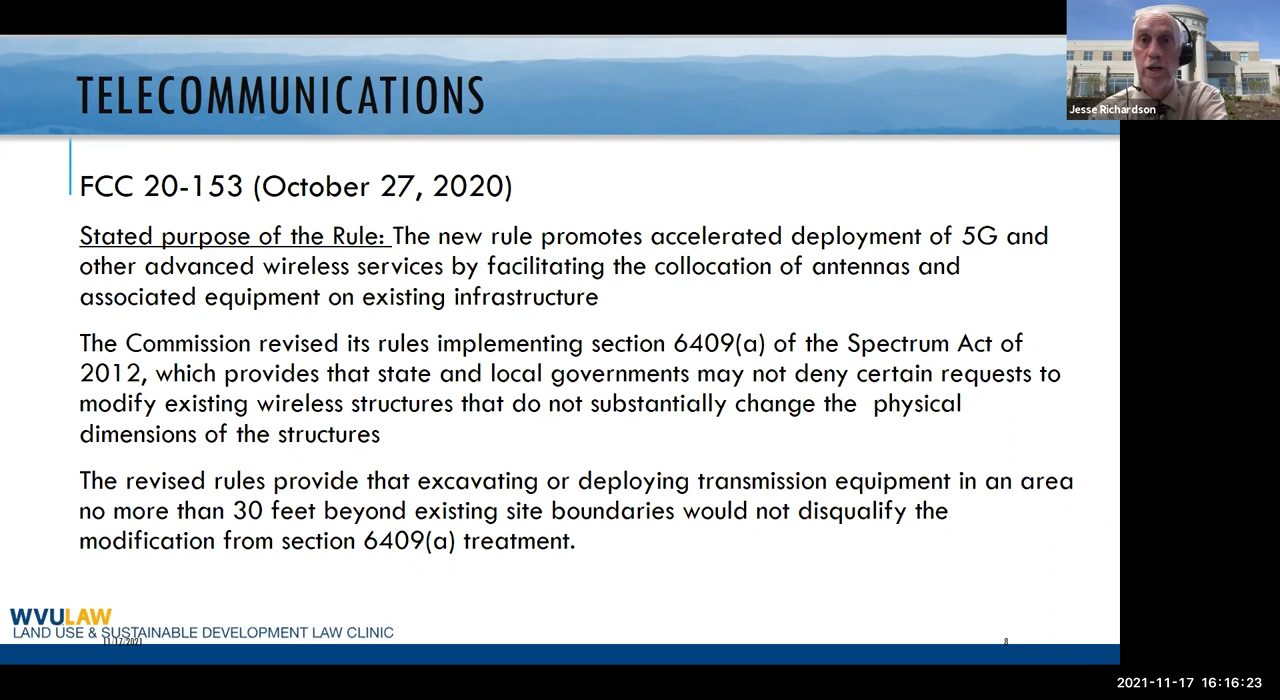 TELECOMMUNICATIONS
Jesse Richardson
FCC 20-153 (October 27, 2020)
Stated purpose of the Rule: The new rule promotes accelerated deployment of 5G and
other advanced wireless services by facilitating the collocation of antennas and
associated equipment on existing infrastructure
The Commission revised its rules implementing section 6409(a) of the Spectrum Act of
2012, which provides that state and local governments may not deny certain requests to
modify existing wireless structures that do not substantially change the physical
dimensions of the structures
The revised rules provide that excavating or deploying transmission equipment in an area
no more than 30 feet beyond existing site boundaries would not disqualify the
modification from section 6409(a) treatment.
WVULAW
LAND USE & SUSTAINABLE DEVELOPMENT LAW CLINIC
11/17/2021
8
2021-11-17 16:16:23